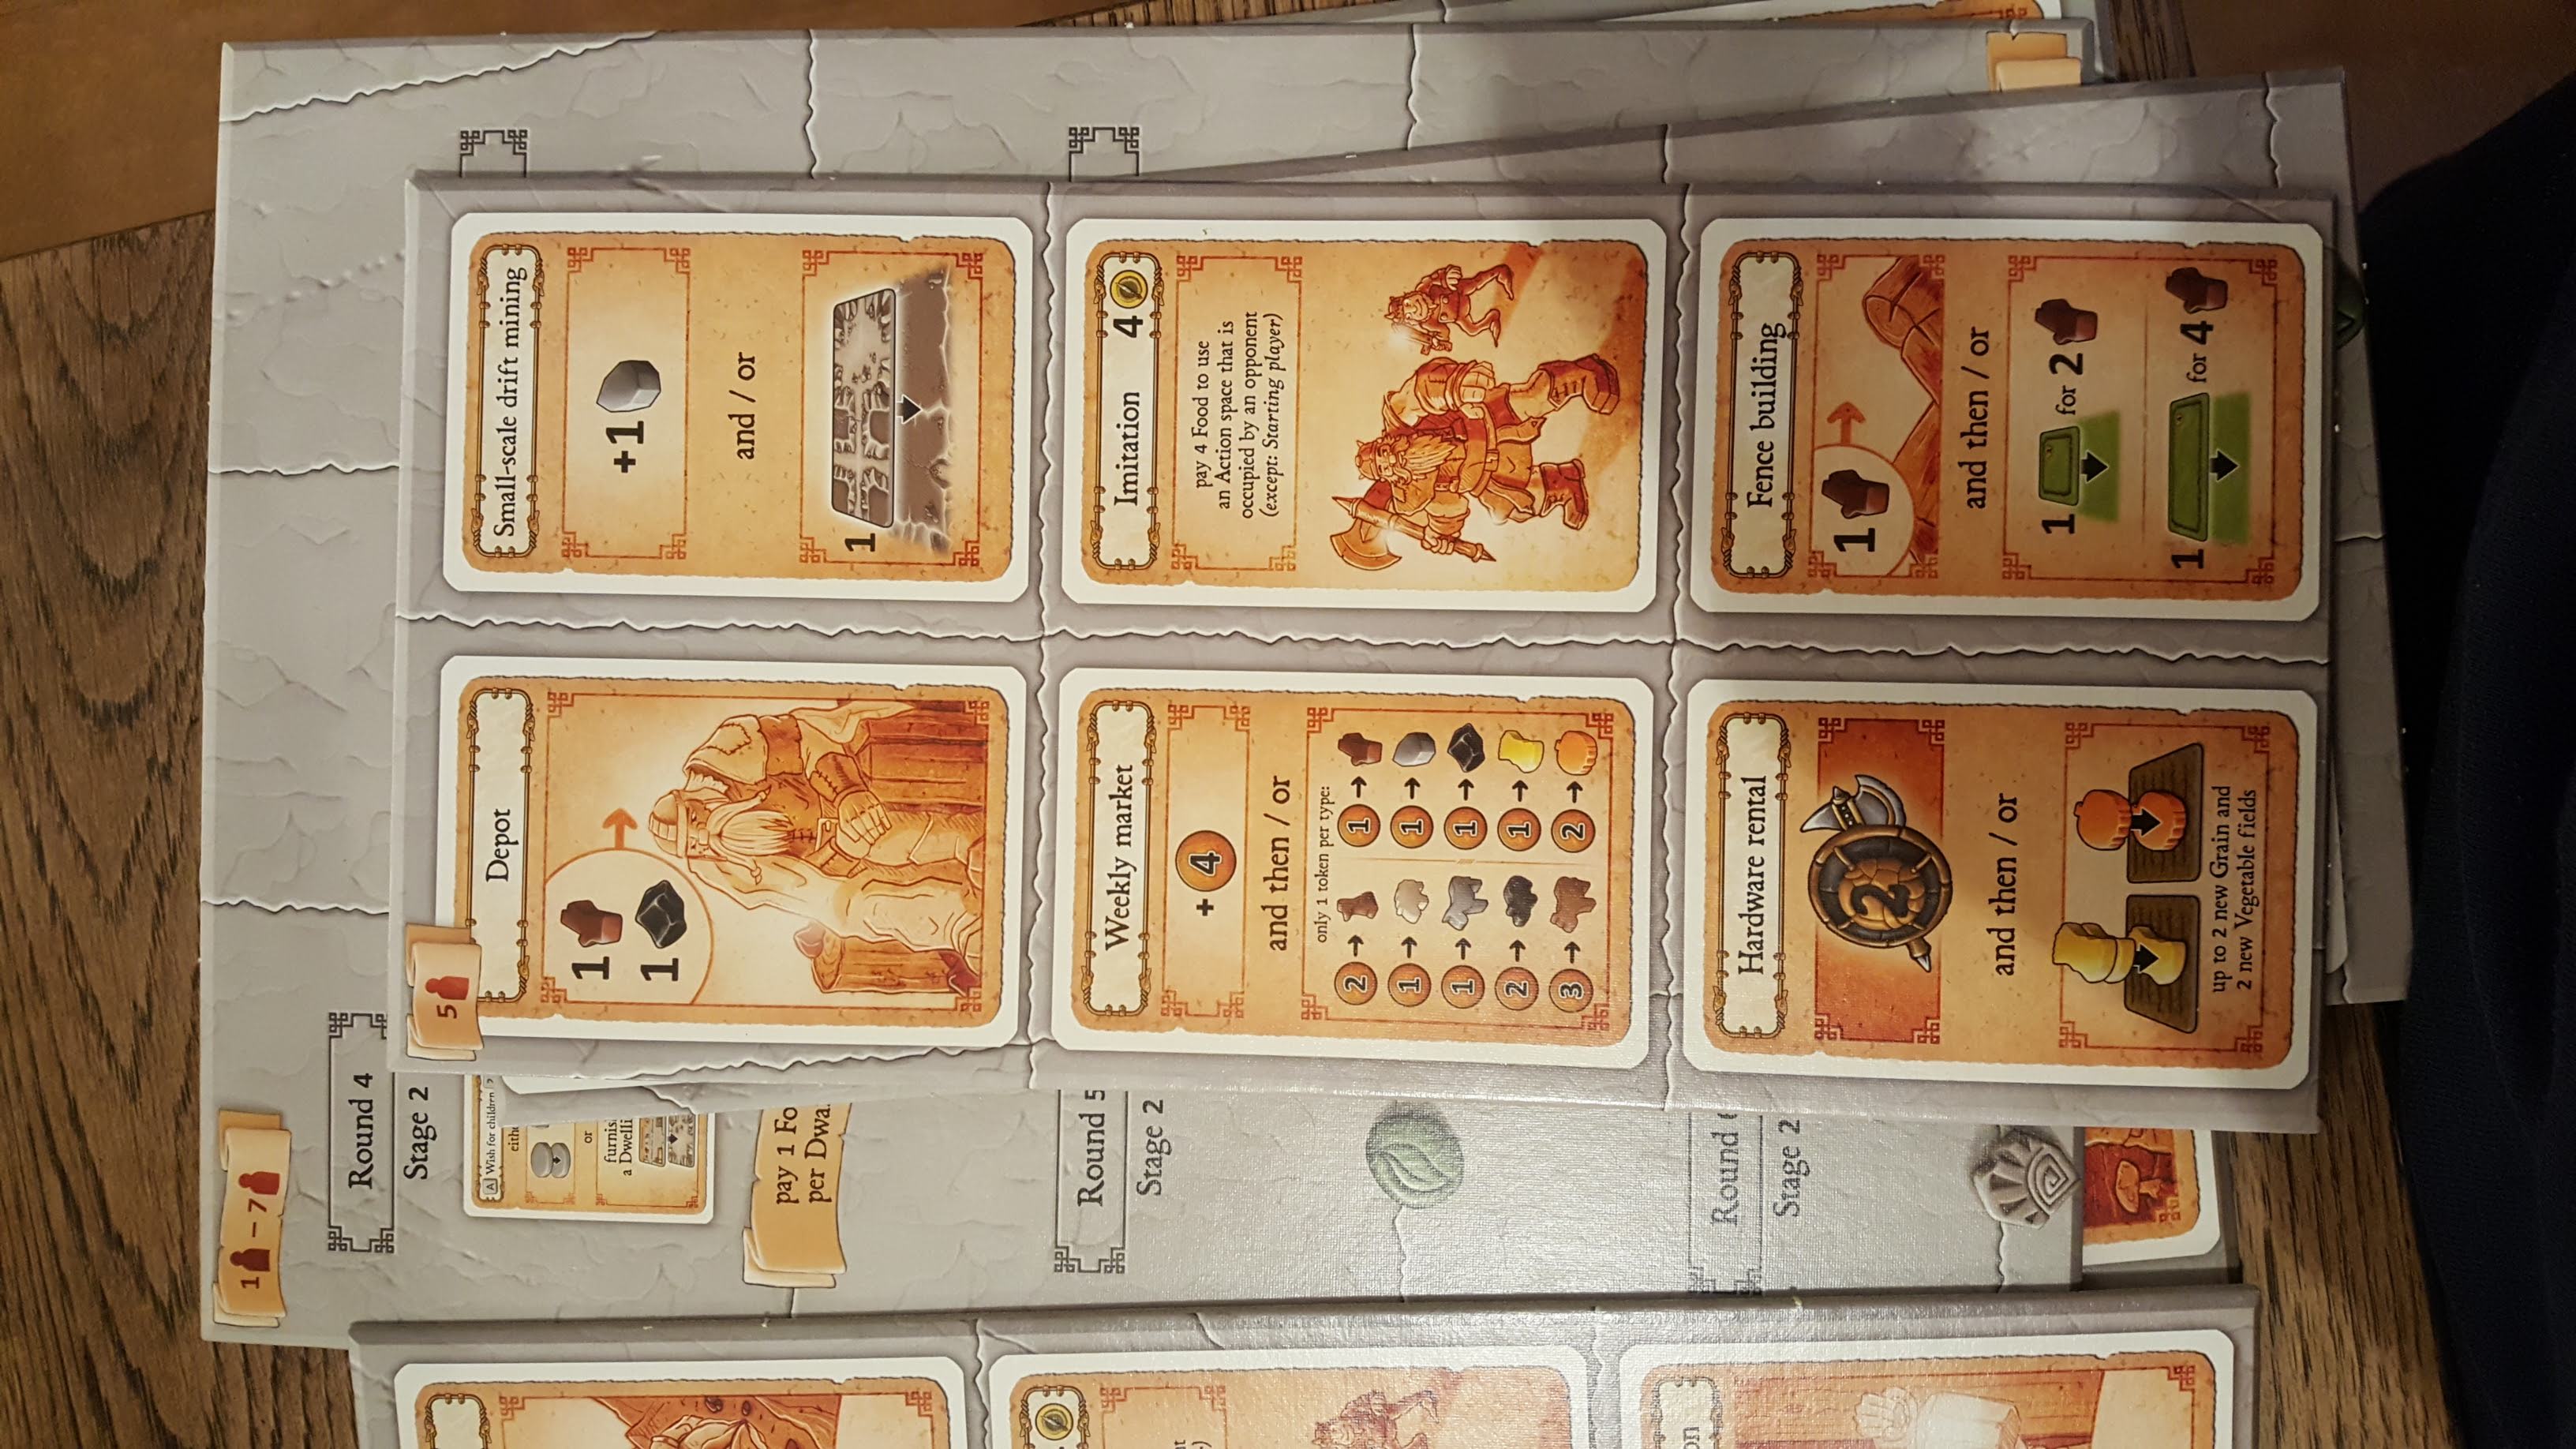 1 – 7
Round 4
Stage 2
A Wish for children
or
a Dwelli
pay 1 Fo
per Dwa
Round 5
Stage 2
Round
Stage 2
on
5
Depot
1
1
Small-scale drift mining
+1
and / or
1
Weekly market
+ 4
and then / or
only 1 token per type:
2 → 1 →
1 → 1 →
1 → 1 →
2 → 1 →
3 → 2 →
Imitation 4
pay 4 Food to use
an Action space that is
occupied by an opponent
(except: Starting player)
Hardware rental
2
and then / or
up to 2 new Grain and
2 new Vegetable fields
Fence building
1
and then / or
1 for 2
1 for 4